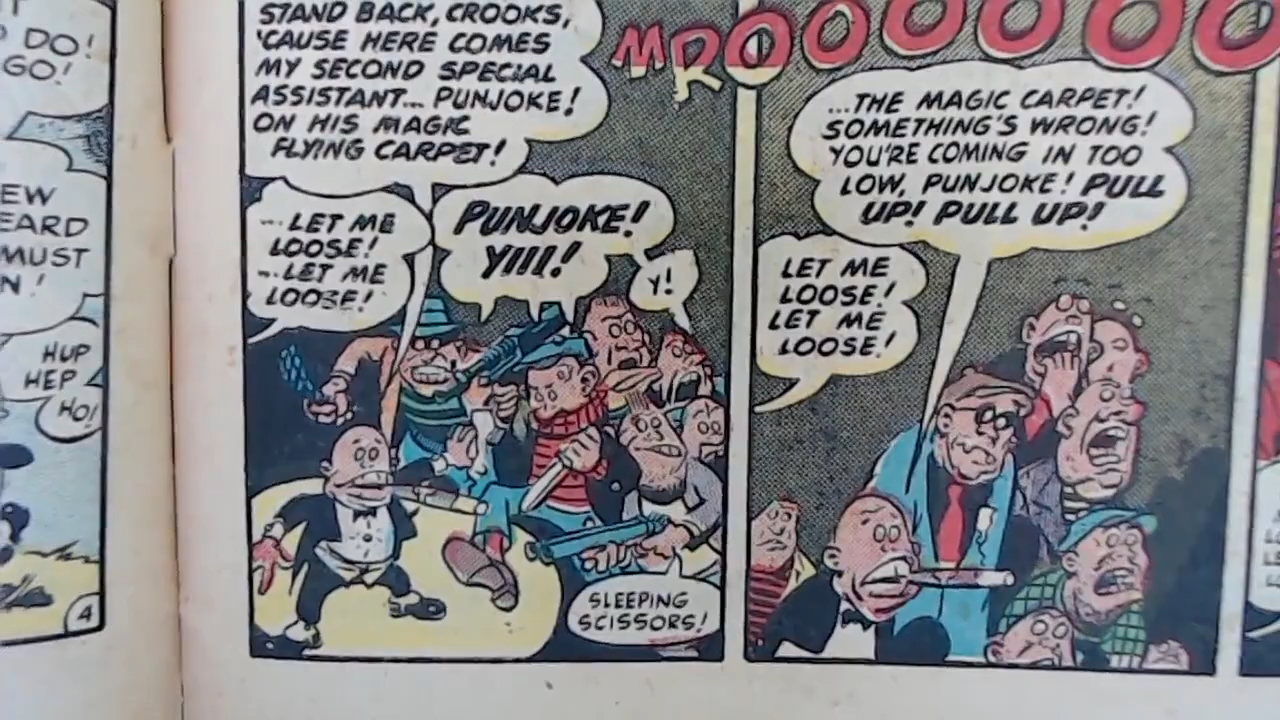 DO!
GO!
EW
EARD
MUST
N!
HUP
HEP
HO!
4
STAND BACK, CROOKS,
'CAUSE HERE COMES
MY SECOND SPECIAL
ASSISTANT... PUNJOKE!
ON HIS MAGIC
FLYING CARPET!
...LET ME
LOOSE!
...LET ME
LOOSE!
PUNJOKE!
YIII!
Y!
SLEEPING
SCISSORS!
MROOOOOO
...THE MAGIC CARPET!
SOMETHING'S WRONG!
YOU'RE COMING IN TOO
LOW, PUNJOKE! PULL
UP! PULL UP!
LET ME
LOOSE!
LET ME
LOOSE!